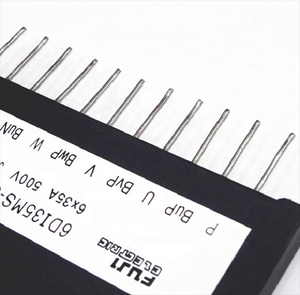 P BuP U BvP V BwP W BuN
6x35A 500V
6DI35MS-
FUJI
ELECTRIC